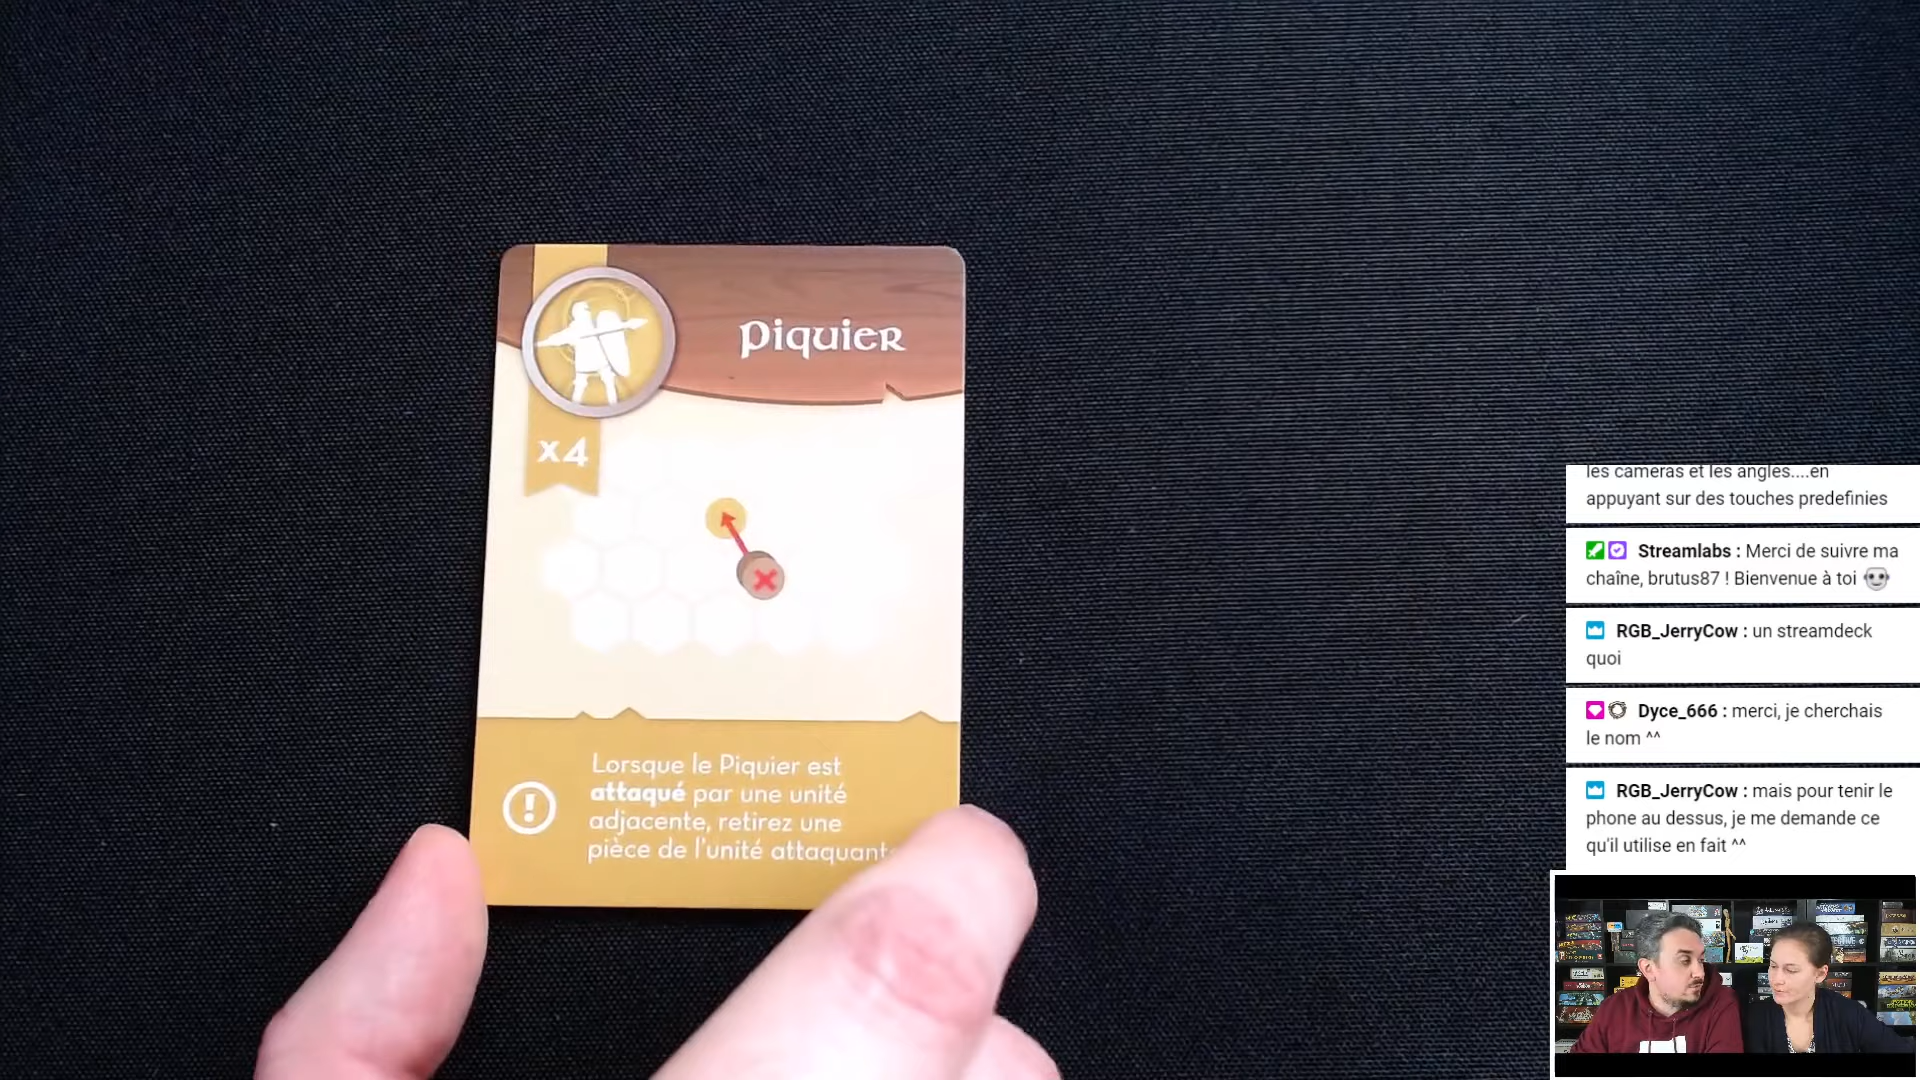 Piquier
x4
Lorsque le Piquier est
attaqué par une unité
adjacente, retirez une
pièce de l'unité attaquant
les cameras et les angles....en
appuyant sur des touches predefinies
Streamlabs : Merci de suivre ma
chaîne, brutus87 ! Bienvenue à toi
RGB_JerryCow : un streamdeck
quoi
Dyce_666 : merci, je cherchais
le nom ^^
RGB_JerryCow : mais pour tenir le
phone au dessus, je me demande ce
qu'il utilise en fait ^^